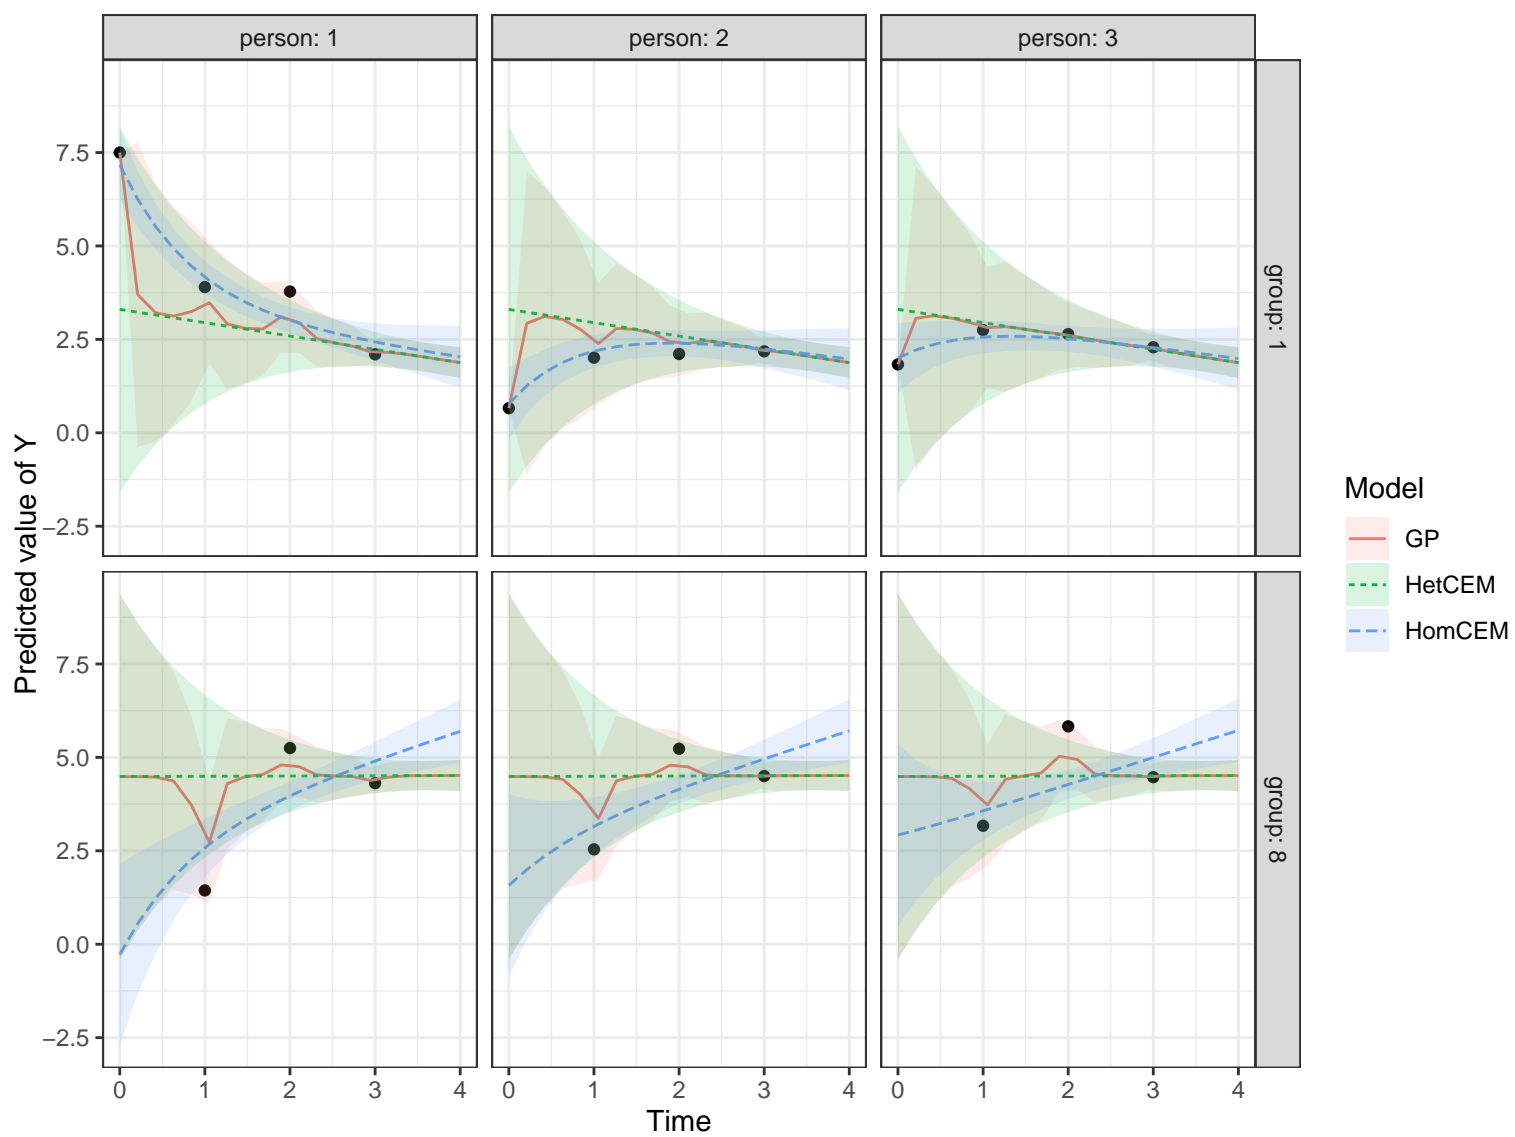 person: 1
person: 2
person: 3
Predicted value of Y
7.5
5.0
2.5
0.0
−2.5
group: 1
7.5
5.0
2.5
0.0
−2.5
group: 8
0 1 2 3 4
0 1 2 3 4
0 1 2 3 4
Time
Model
GP
HetCEM
HomCEM